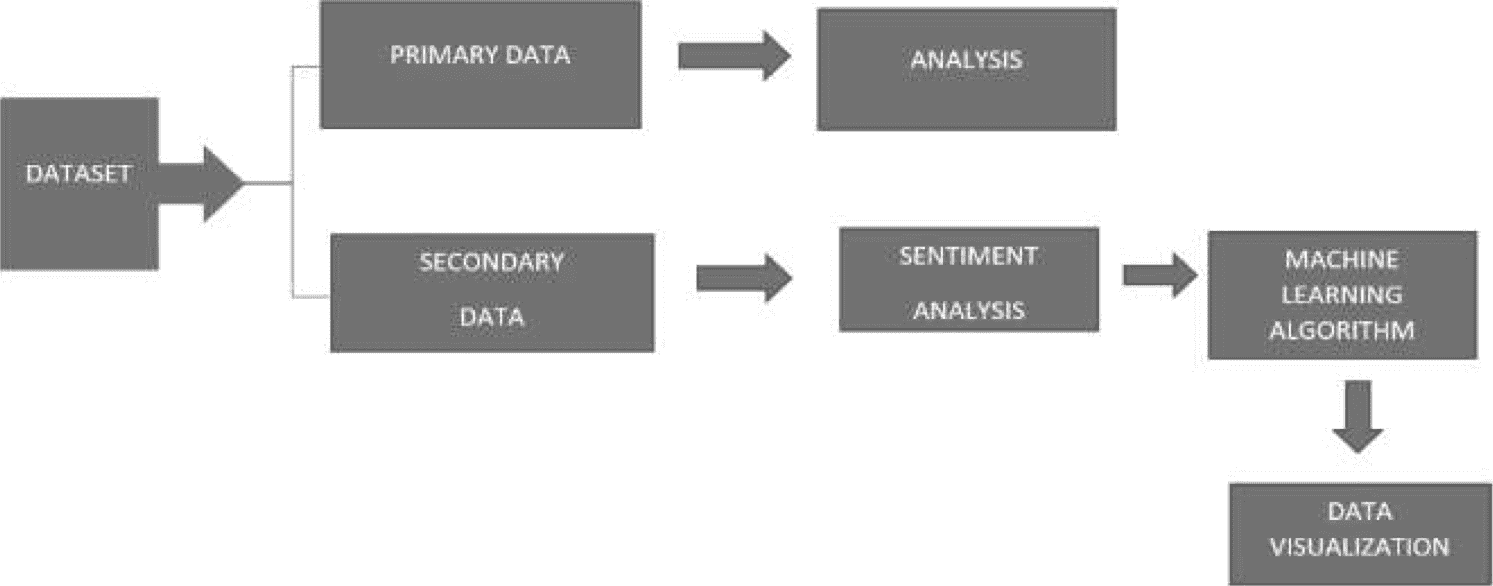 PRIMARY DATA
ANALYSIS
DATASET
SECONDARY
DATA
SENTIMENT
ANALYSIS
MACHINE
LEARNING
ALGORITHM
DATA
VISUALIZATION